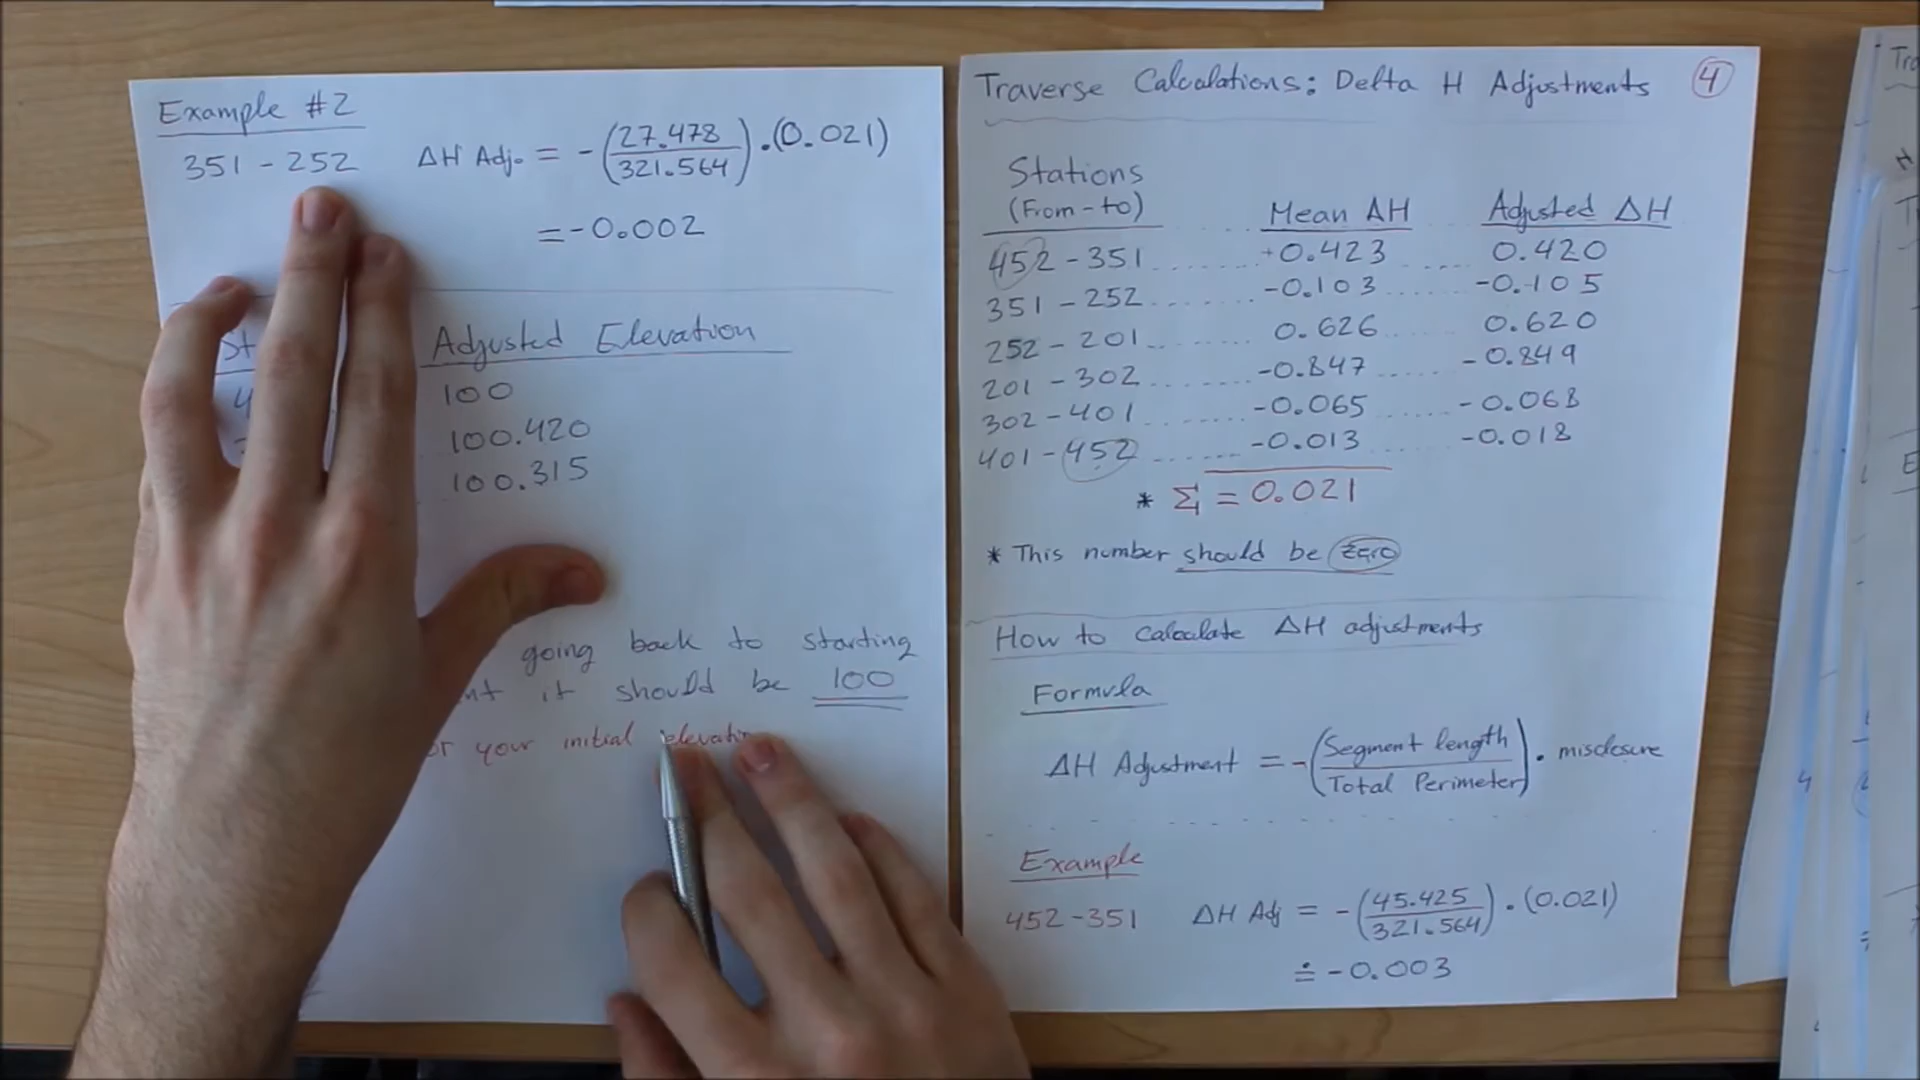 Example #2
351 - 252 ΔH Adj. = -(27.478/321.564).(0.021)
= -0.002
St
Adjusted Elevation
100
100.420
100.315
going back to starting
it should be 100
or your initial elevation
Traverse Calculations: Delta H Adjustments 4
Stations
(From - to) Mean ΔH Adjusted ΔH
452 - 351 0.423 0.420
351 - 252 -0.103 -0.105
252 - 201 0.626 0.620
201 - 302 -0.847 -0.849
302 - 401 -0.065 -0.068
401 - 452 -0.013 -0.018
* Σ = 0.021
* This number should be zero
How to calculate ΔH adjustments
Formula
ΔH Adjustment = -(Segment length/Total Perimeter) . misclosure
Example
452 - 351 ΔH Adj = -(45.425/321.564) . (0.021)
≐ -0.003